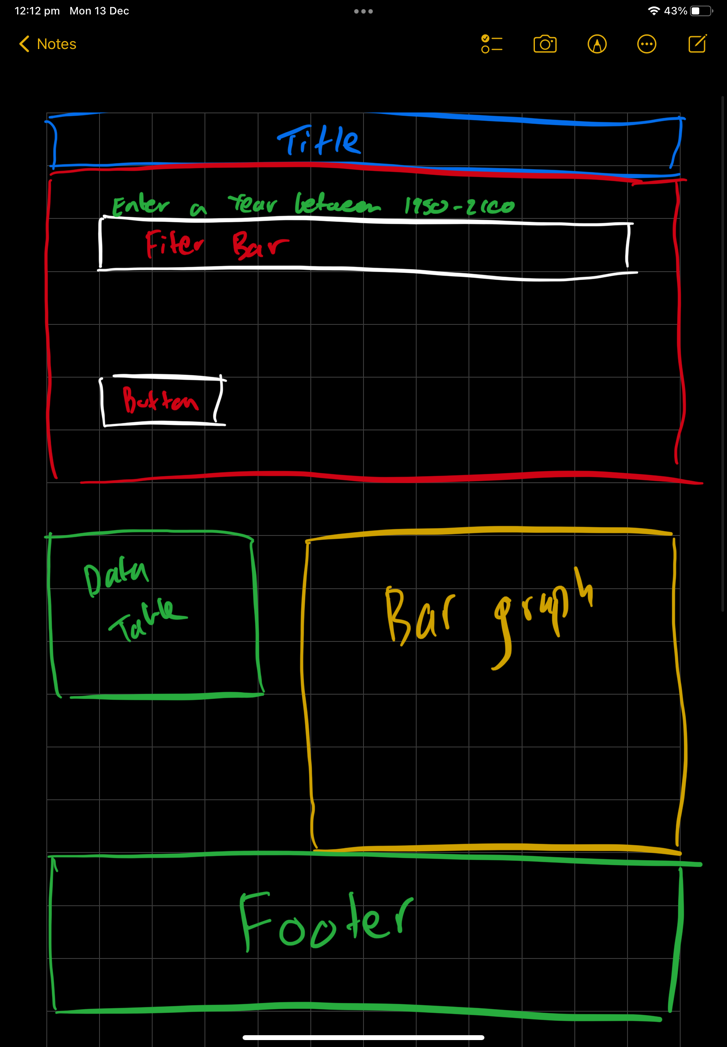 12:12 pm Mon 13 Dec
43%
Notes
Title
Enter a Year between 1950-2100
Fiter Bar
Button
Data
Table
Bar graph
Footer